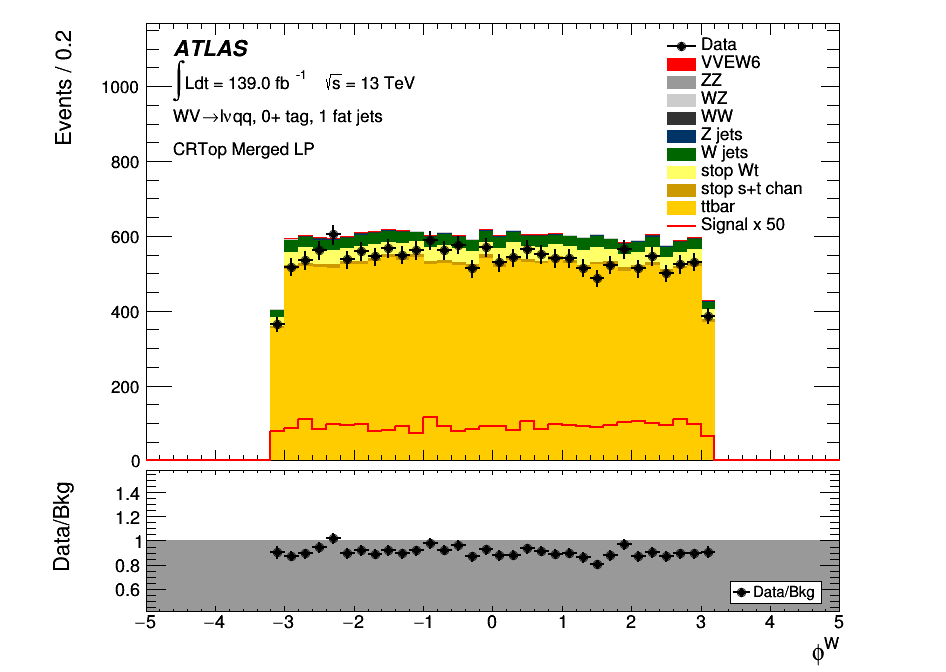 Events / 0.2
ATLAS
∫Ldt = 139.0 fb⁻¹ √s = 13 TeV
WV→lνqq, 0+ tag, 1 fat jets
CRTop Merged LP
Data
VVEW6
ZZ
WZ
WW
Z jets
W jets
stop Wt
stop s+t chan
ttbar
Signal x 50
1000
800
600
400
200
0
Data/Bkg
1.4
1.2
1
0.8
0.6
Data/Bkg
−5 −4 −3 −2 −1 0 1 2 3 4 5
ϕ^W